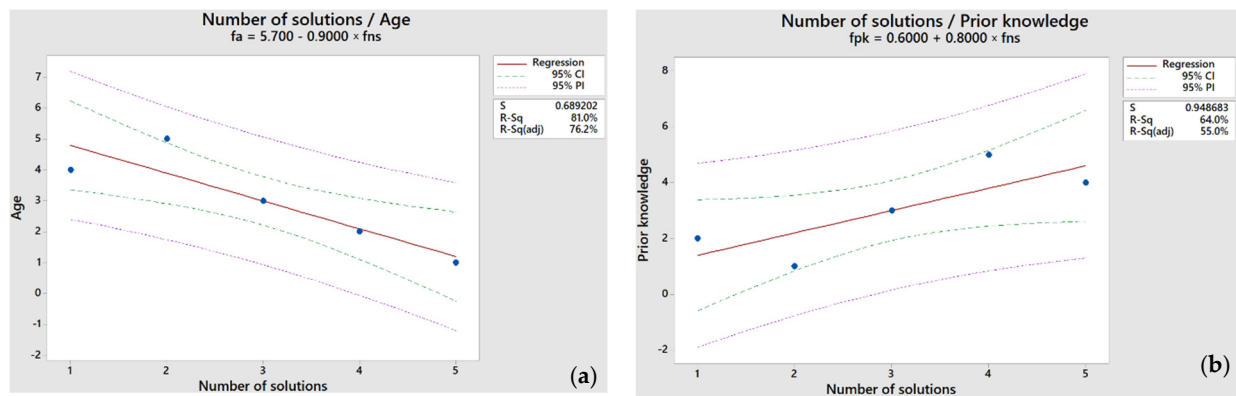 Number of solutions / Age
fa = 5.700 - 0.9000 × fns
Regression
95% CI
95% PI
S 0.689202
R-Sq 81.0%
R-Sq(adj) 76.2%
Age
7
6
5
4
3
2
1
0
-1
-2
1 2 3 4 5
Number of solutions
(a)
Number of solutions / Prior knowledge
fpk = 0.6000 + 0.8000 × fns
Regression
95% CI
95% PI
S 0.948683
R-Sq 64.0%
R-Sq(adj) 55.0%
Prior knowledge
8
6
4
2
0
-2
1 2 3 4 5
Number of solutions
(b)